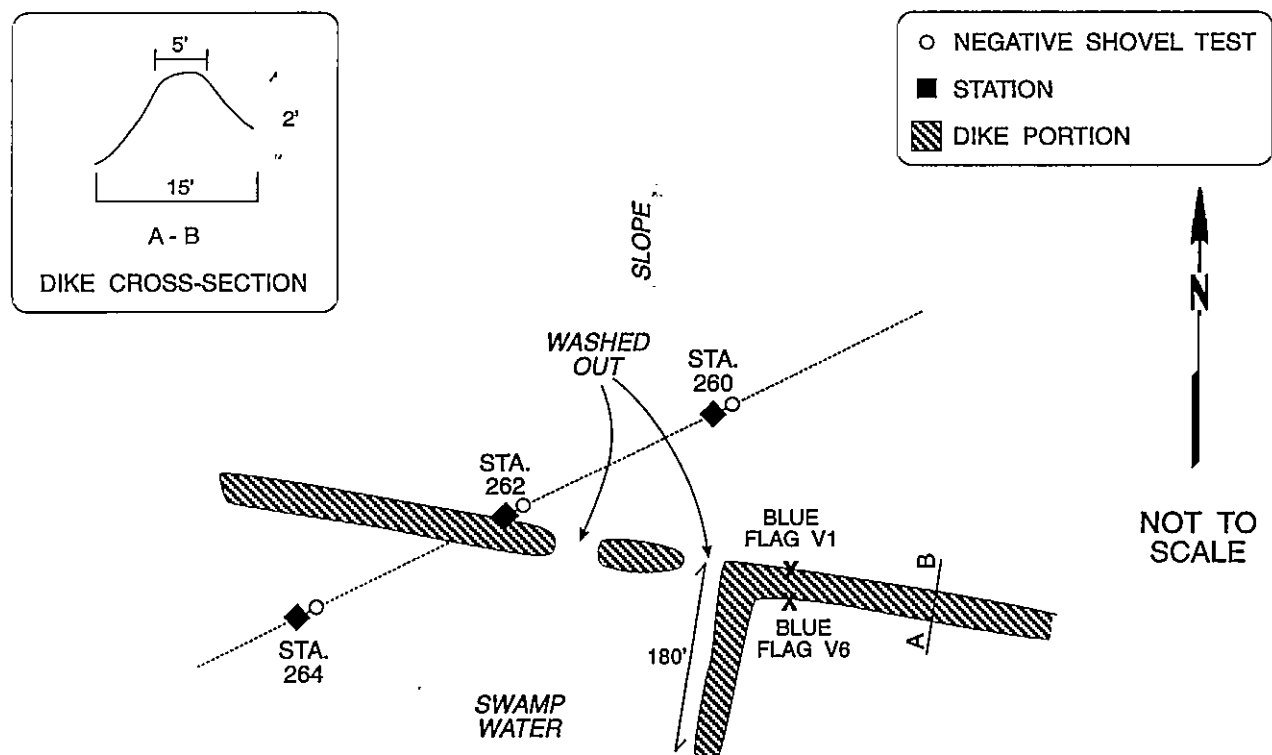 5'
2'
15'
A - B
DIKE CROSS-SECTION
NEGATIVE SHOVEL TEST
STATION
DIKE PORTION
N
NOT TO
SCALE
SLOPE
WASHED
OUT
STA.
260
STA.
262
STA.
264
BLUE
FLAG V1
X
X
BLUE
FLAG V6
B
A
180'
SWAMP
WATER